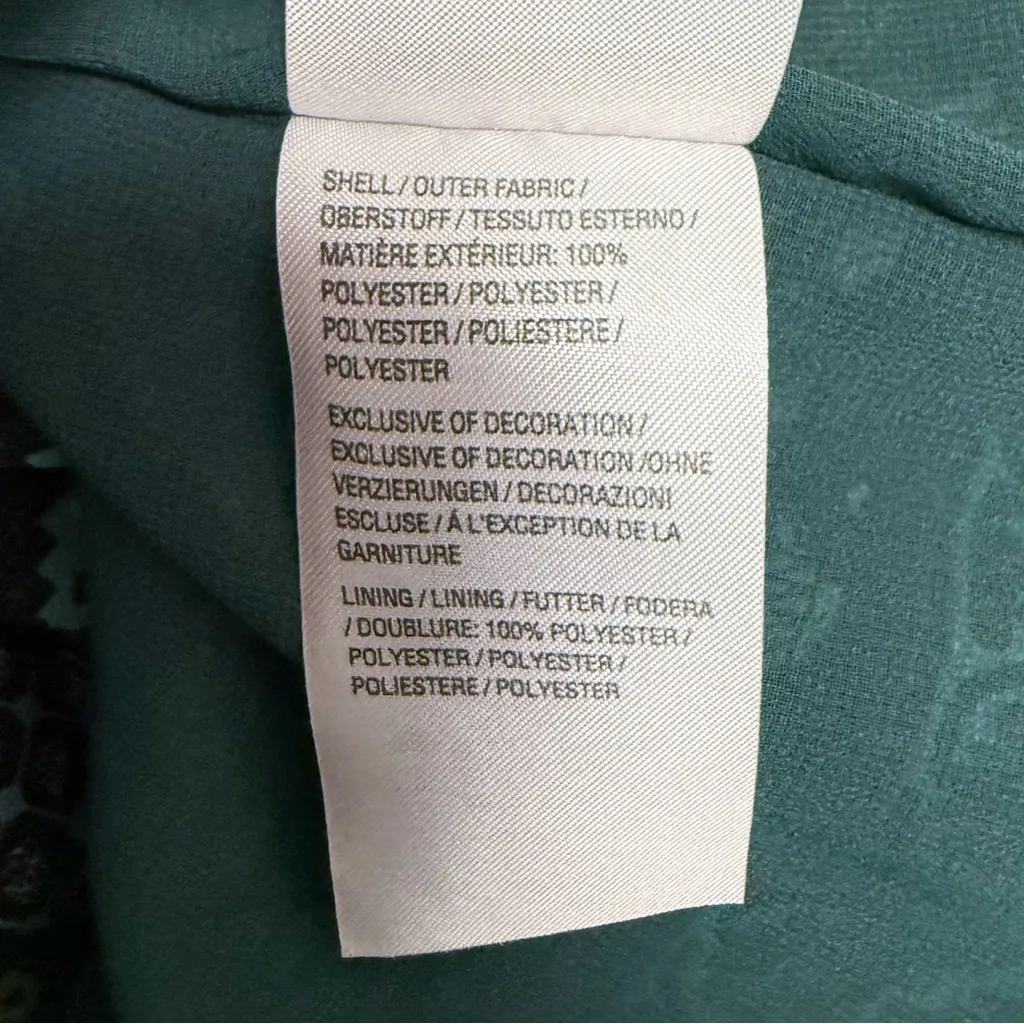 SHELL / OUTER FABRIC /
OBERSTOFF / TESSUTO ESTERNO /
MATIÈRE EXTÉRIEUR: 100%
POLYESTER / POLYESTER /
POLYESTER / POLIESTERE /
POLYESTER
EXCLUSIVE OF DECORATION /
EXCLUSIVE OF DECORATION /OHNE
VERZIERUNGEN / DECORAZIONI
ESCLUSE / À L'EXCEPTION DE LA
GARNITURE
LINING / LINING / FUTTER / FODERA
/ DOUBLURE: 100% POLYESTER /
POLYESTER / POLYESTER /
POLIESTERE / POLYESTER